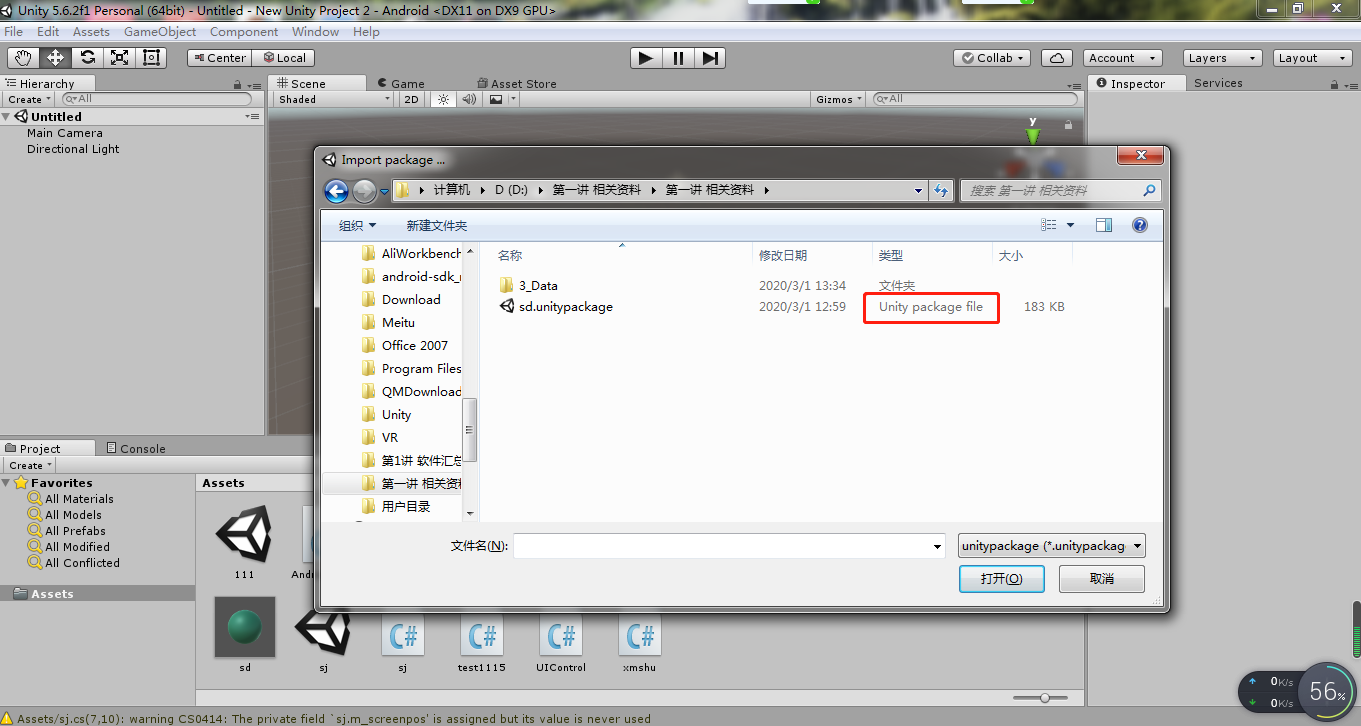 Unity 5.6.2f1 Personal (64bit) - Untitled - New Unity Project 2 - Android <DX11 on DX9 GPU>
File Edit Assets GameObject Component Window Help
Center Local Collab Account Layers Layout
Hierarchy Scene Game Asset Store Inspector Services
Create All Shaded 2D Gizmos All
Untitled
Main Camera
Directional Light
y
Import package ...
计算机 D (D:) 第一讲 相关资料 第一讲 相关资料 搜索 第一讲 相关资料
组织 新建文件夹
名称 修改日期 类型 大小
AliWorkbench
android-sdk_
Download
Meitu
Office 2007
Program Files
QMDownload
Unity
VR
第1讲 软件汇总
第一讲 相关资料
用户目录
3_Data 2020/3/1 13:34 文件夹
sd.unitypackage 2020/3/1 12:59 Unity package file 183 KB
文件名(N): unitypackage (*.unitypackag
打开(O) 取消
Project Console
Create
Favorites
All Materials
All Models
All Prefabs
All Modified
All Conflicted
Assets
Assets
111 And
sd sj sj test1115 UIControl xmshu
C# C# C# C#
0K/s
0K/s
56%
Assets/sj.cs(7,10): warning CS0414: The private field `sj.m_screenpos' is assigned but its value is never used